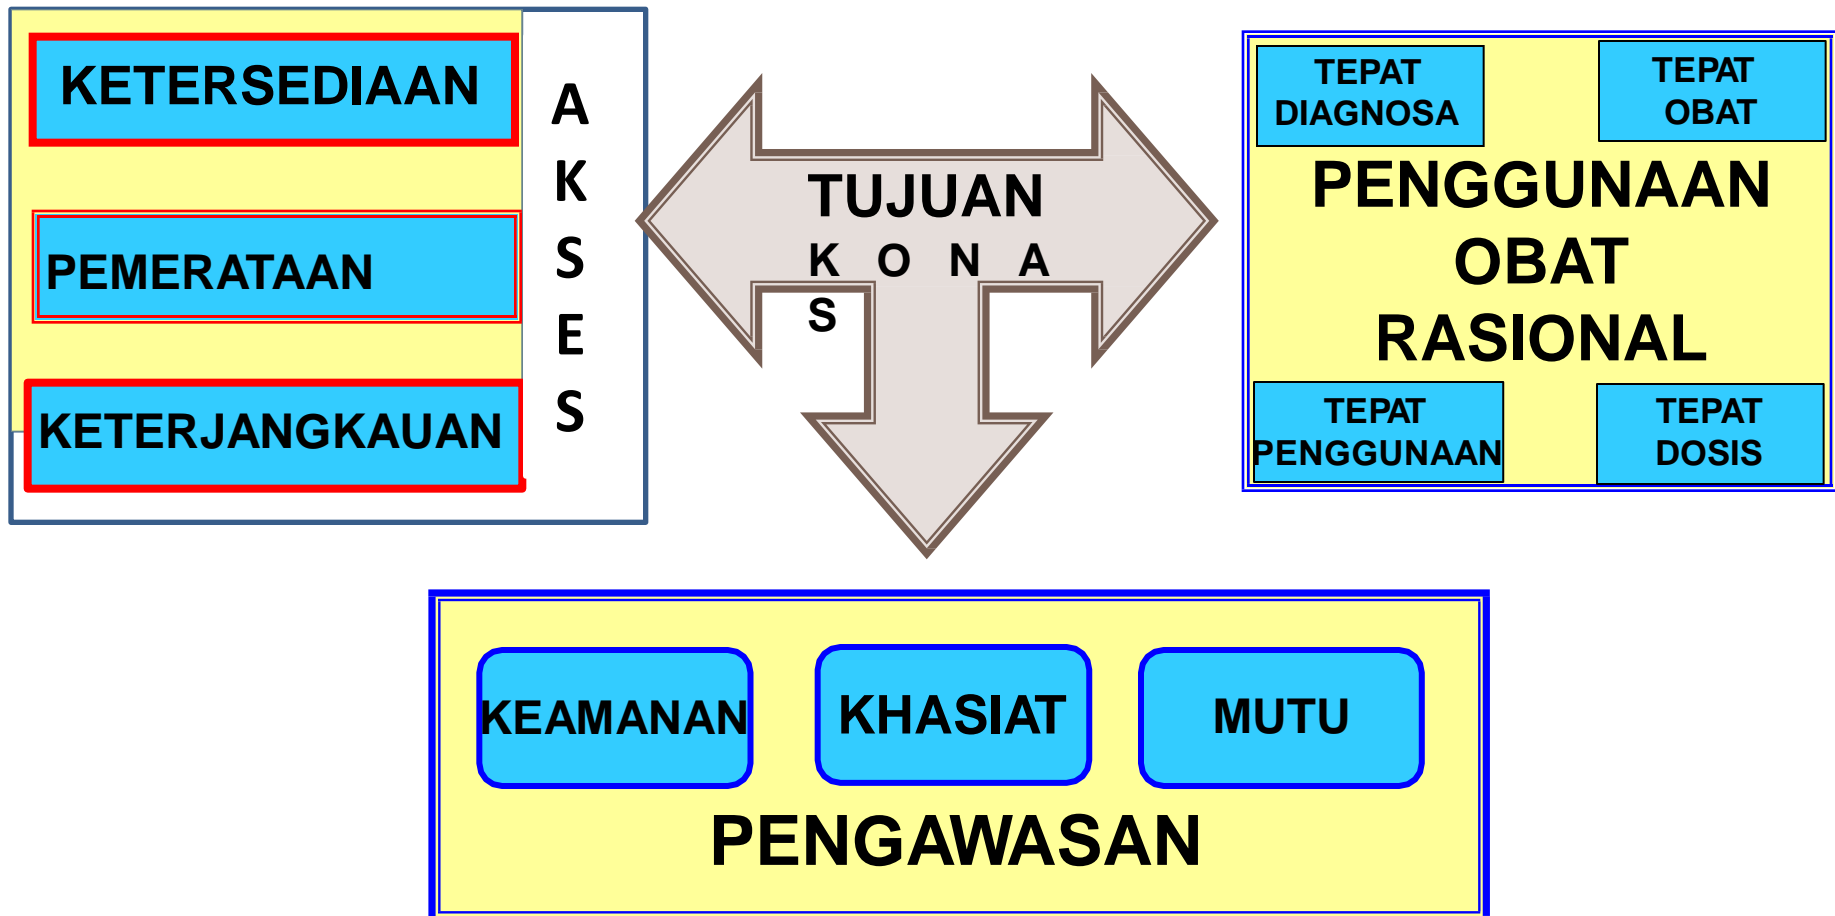 KETERSEDIAAN
PEMERATAAN
KETERJANGKAUAN
A
K
S
E
S
TUJUAN
K O N A
S
TEPAT
DIAGNOSA
TEPAT
OBAT
PENGGUNAAN
OBAT
RASIONAL
TEPAT
PENGGUNAAN
TEPAT
DOSIS
KEAMANAN
KHASIAT
MUTU
PENGAWASAN